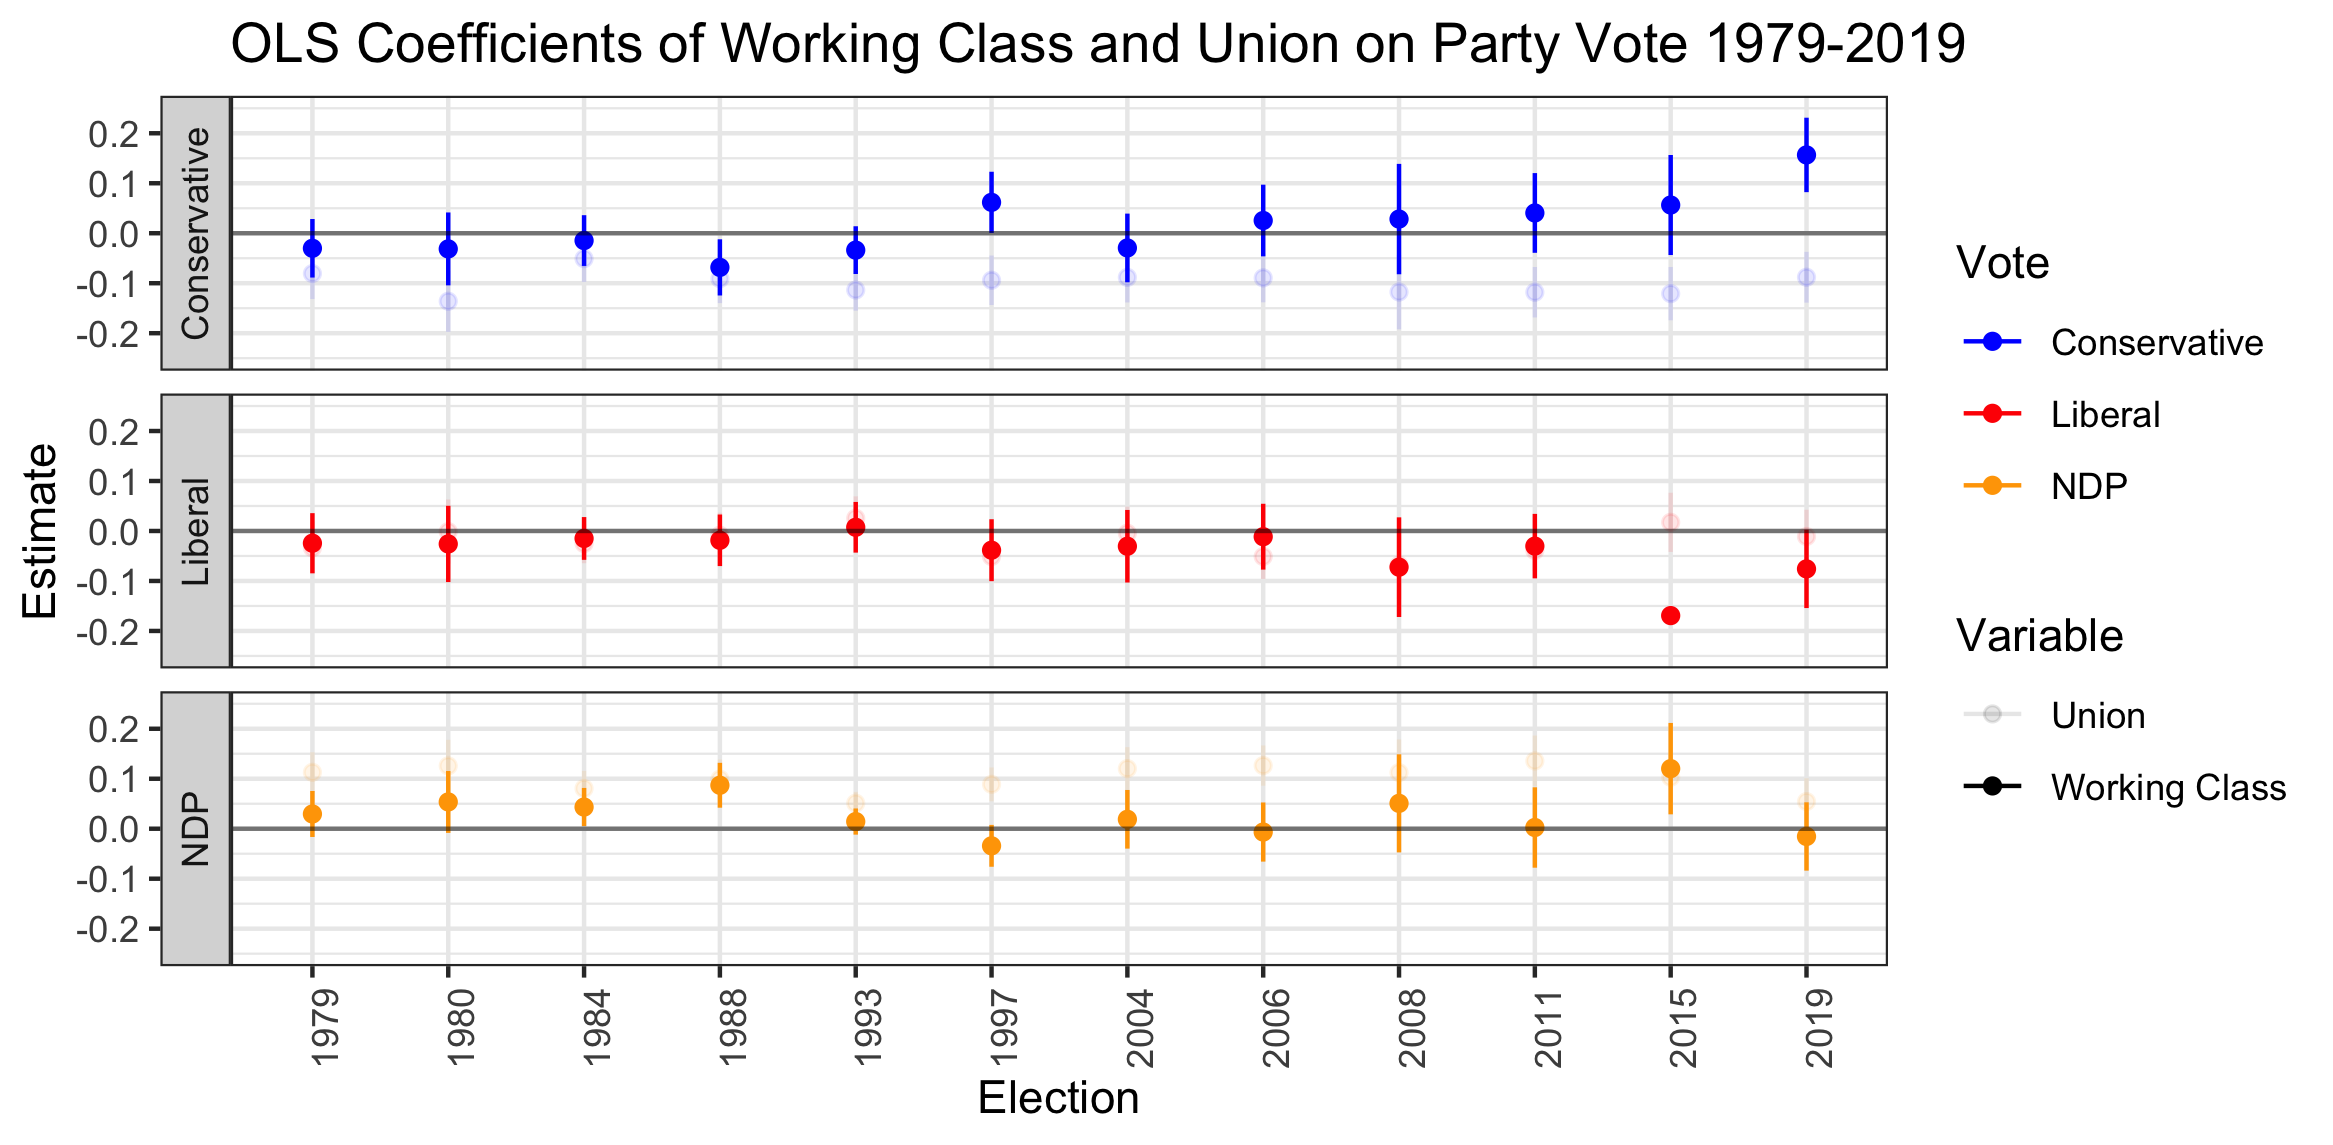 OLS Coefficients of Working Class and Union on Party Vote 1979-2019
Estimate
Conservative
0.2
0.1
0.0
-0.1
-0.2
Liberal
0.2
0.1
0.0
-0.1
-0.2
NDP
0.2
0.1
0.0
-0.1
-0.2
1979
1980
1984
1988
1993
1997
2004
2006
2008
2011
2015
2019
Election
Vote
Conservative
Liberal
NDP
Variable
Union
Working Class